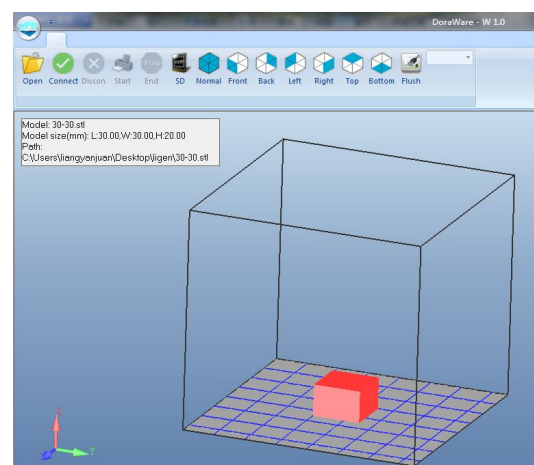 DoraWare - W 1.0
Open Connect Discon Start End SD Normal Front Back Left Right Top Bottom Flush
Model: 30-30.stl
Model size(mm): L:30.00,W:30.00,H:20.00
Path:
C:\Users\liangyanjuan\Desktop\ligen\30-30.stl
Y